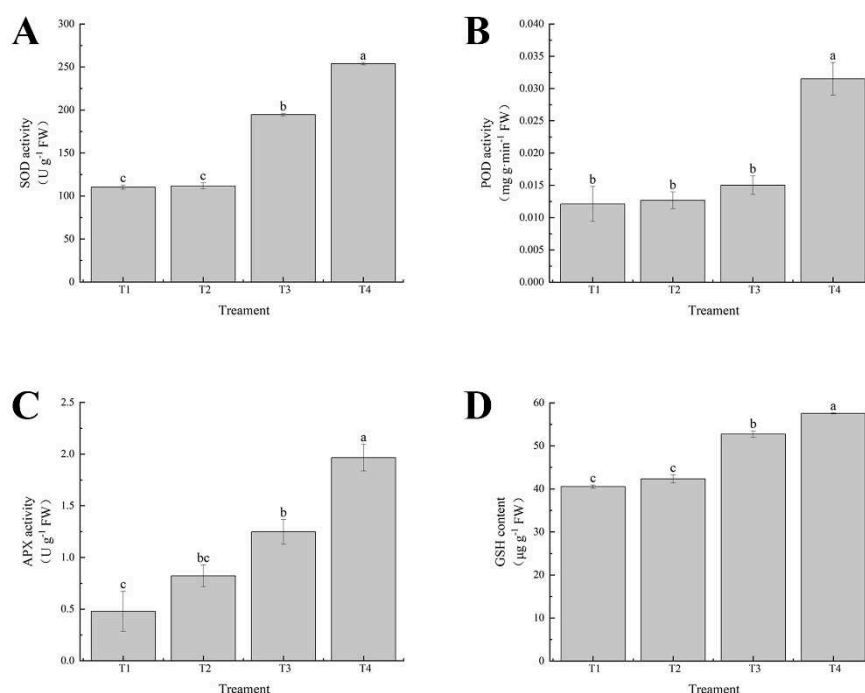 A
300
250
200
150
100
50
0
SOD activity
（U g⁻¹ FW）
c
c
b
a
T1 T2 T3 T4
Treament
B
0.040
0.035
0.030
0.025
0.020
0.015
0.010
0.005
0.000
POD activity
（mg g·min⁻¹ FW）
b
b
b
a
T1 T2 T3 T4
Treament
C
2.5
2.0
1.5
1.0
0.5
0.0
APX activity
（U g⁻¹ FW）
c
bc
b
a
T1 T2 T3 T4
Treament
D
60
50
40
30
20
10
0
GSH content
（μg g⁻¹ FW）
c
c
b
a
T1 T2 T3 T4
Treament